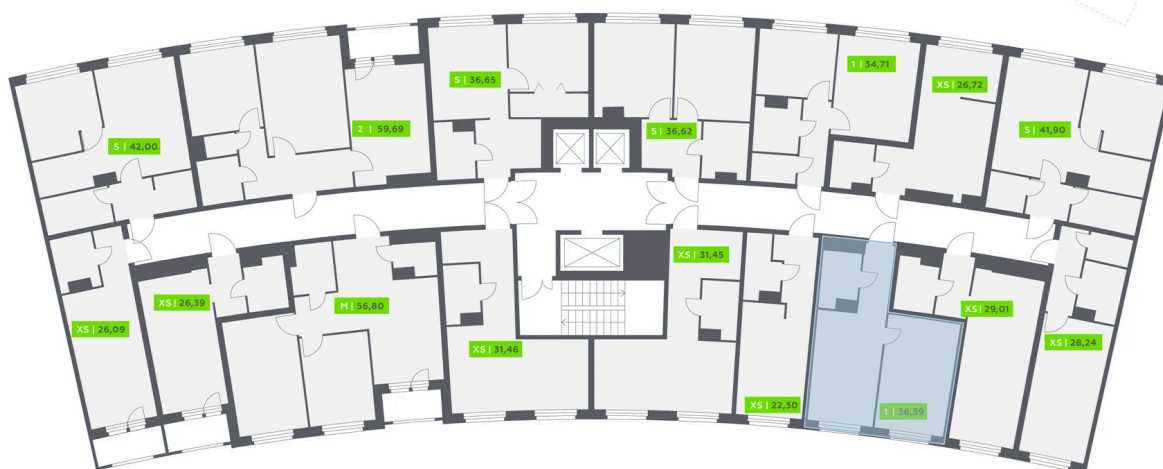 1 | 34,71
S | 36,65
XS | 26,72
2 | 59,69
S | 36,62
S | 41,90
S | 42,00
XS | 31,45
XS | 26,39
M | 56,80
XS | 29,01
XS | 26,09
XS | 28,24
XS | 31,46
XS | 22,30
1 | 36,39